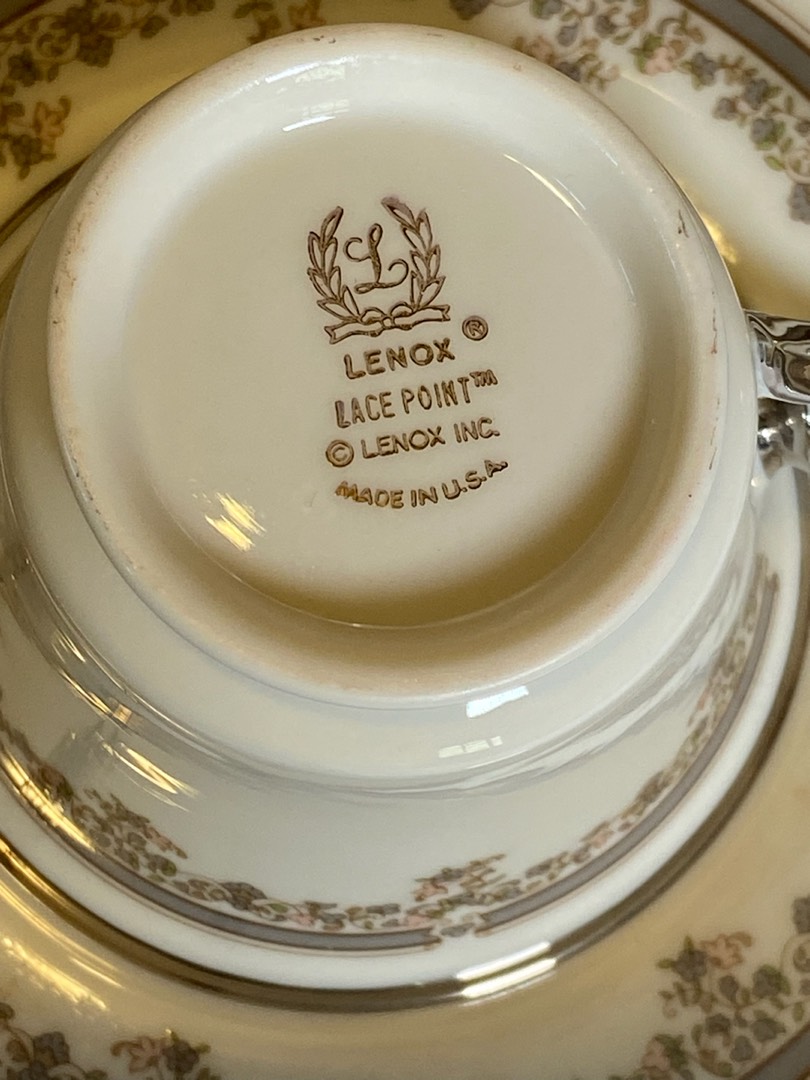 L
LENOX ®
LACE POINT™
© LENOX INC.
MADE IN U.S.A.